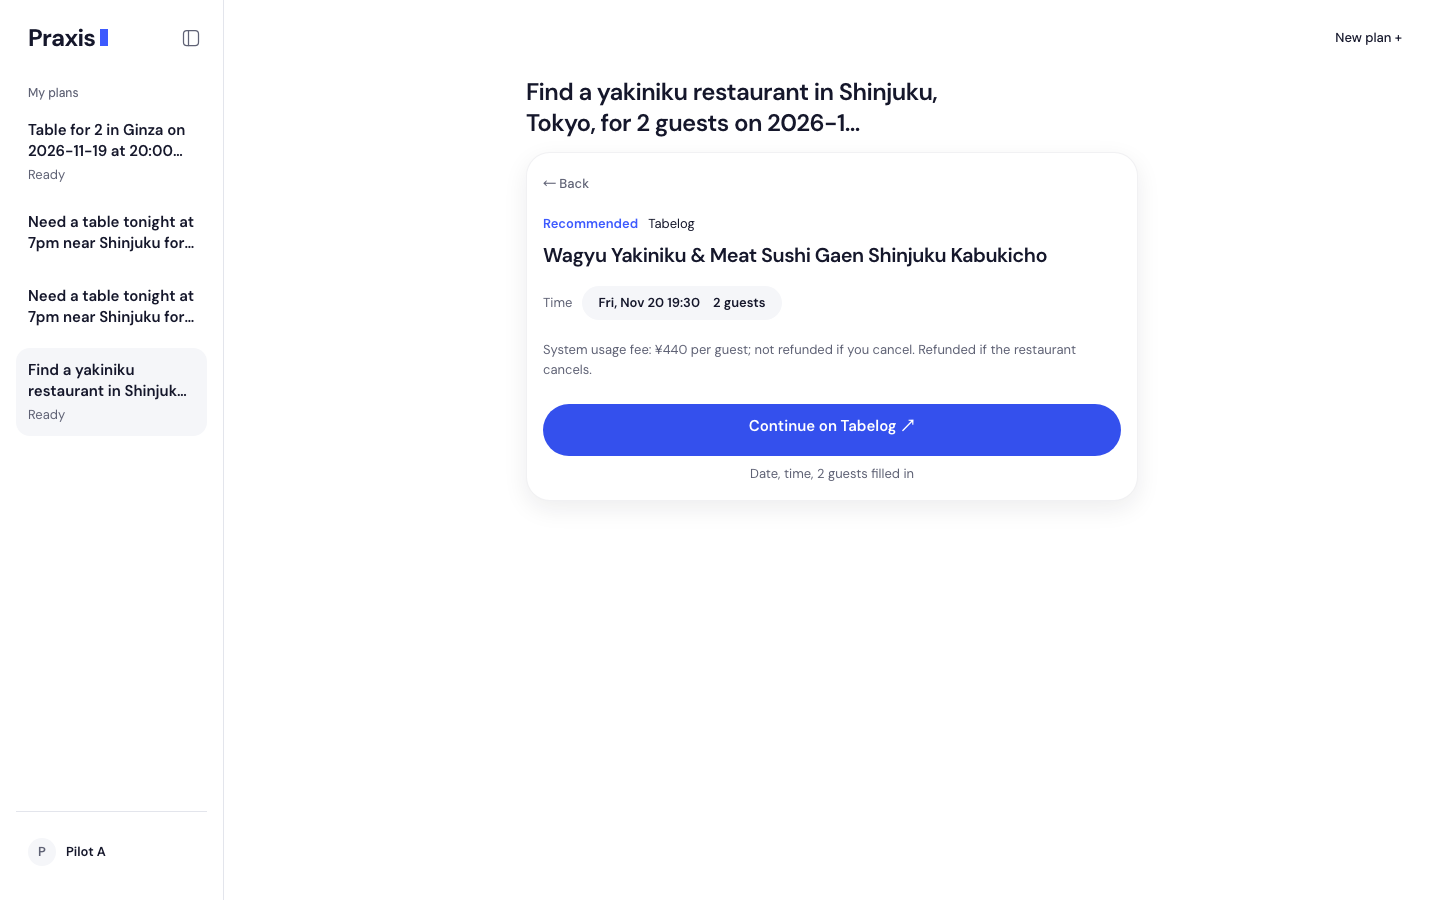 Praxis
New plan +
My plans
Table for 2 in Ginza on
2026-11-19 at 20:00...
Ready
Need a table tonight at
7pm near Shinjuku for...
Need a table tonight at
7pm near Shinjuku for...
Find a yakiniku
restaurant in Shinjuk...
Ready
Pilot A
P
Find a yakiniku restaurant in Shinjuku,
Tokyo, for 2 guests on 2026-1...
← Back
Recommended Tabelog
Wagyu Yakiniku & Meat Sushi Gaen Shinjuku Kabukicho
Time Fri, Nov 20 19:30 2 guests
System usage fee: ¥440 per guest; not refunded if you cancel. Refunded if the restaurant
cancels.
Continue on Tabelog ↗
Date, time, 2 guests filled in